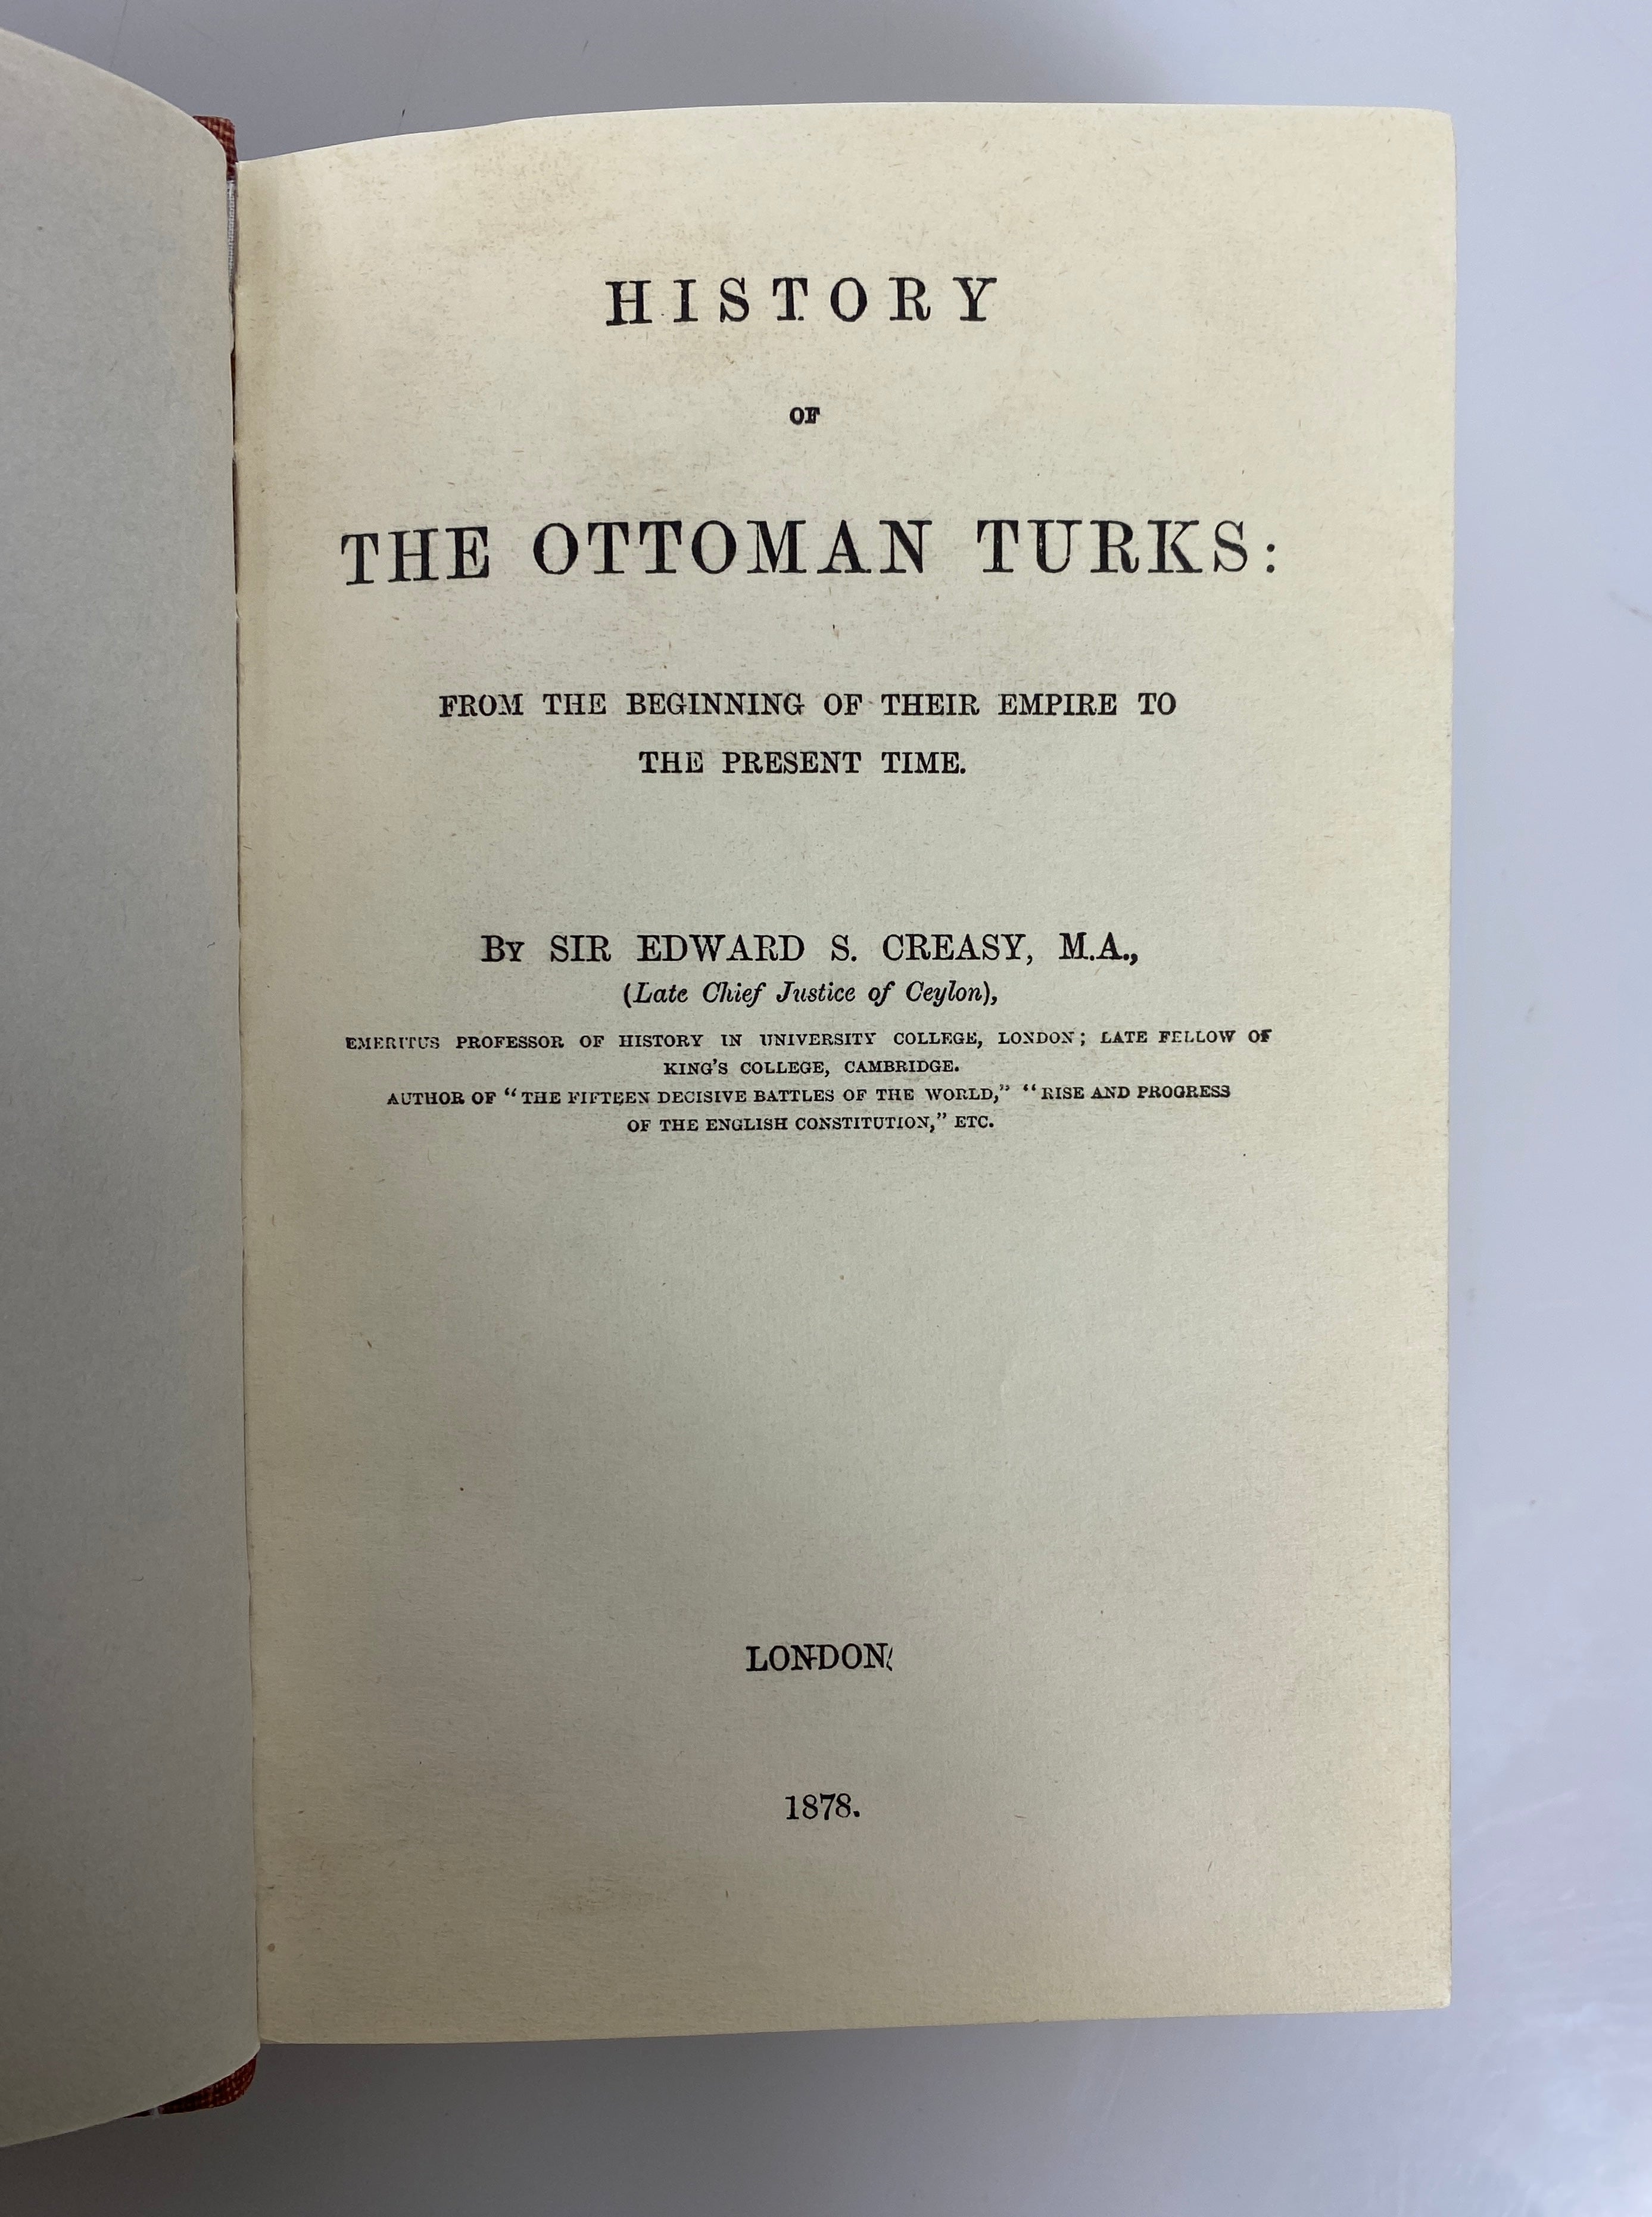 HISTORY
OF
THE OTTOMAN TURKS:
FROM THE BEGINNING OF THEIR EMPIRE TO
THE PRESENT TIME.
By SIR EDWARD S. CREASY, M.A.,
(Late Chief Justice of Ceylon),
EMERITUS PROFESSOR OF HISTORY IN UNIVERSITY COLLEGE, LONDON; LATE FELLOW OF
KING'S COLLEGE, CAMBRIDGE.
AUTHOR OF "THE FIFTEEN DECISIVE BATTLES OF THE WORLD," "RISE AND PROGRESS
OF THE ENGLISH CONSTITUTION," ETC.
LONDON
1878.